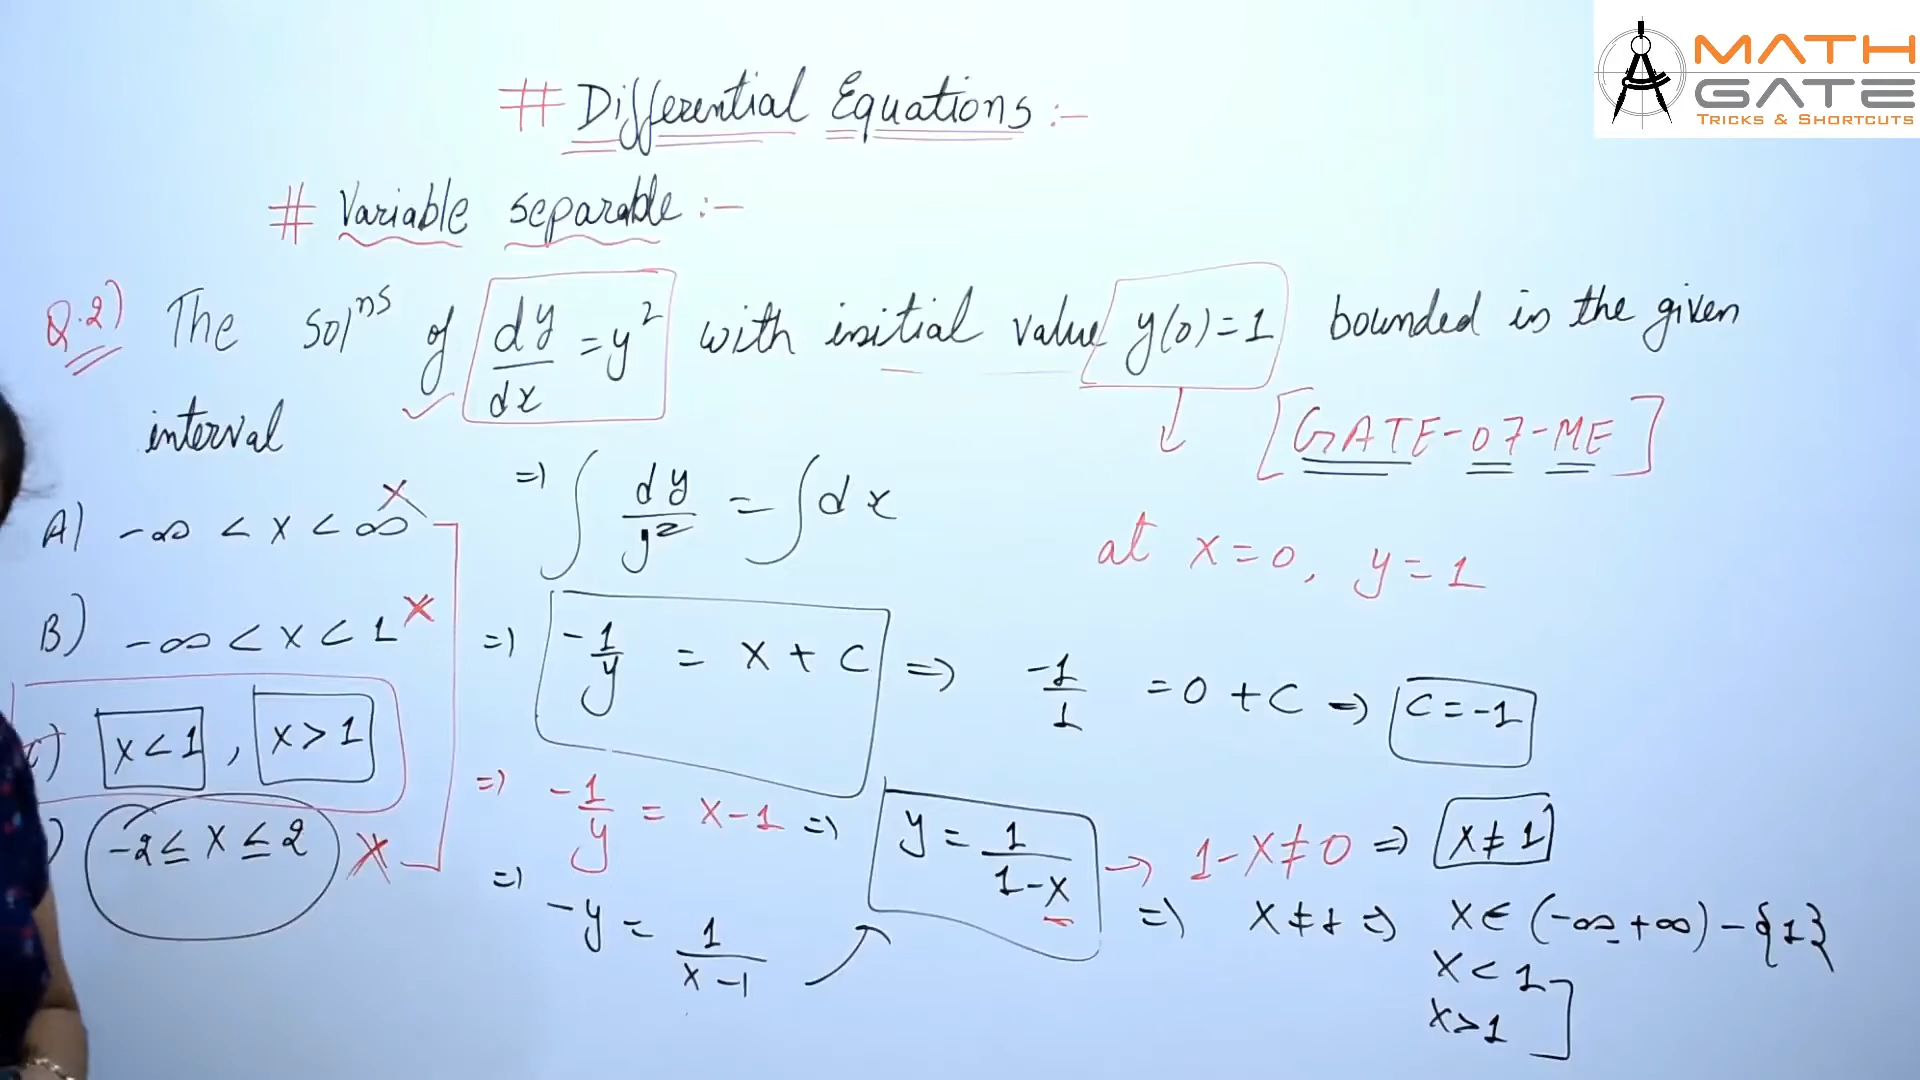 MATH
GATE
TRICKS & SHORTCUTS
# Differential Equations :-
# Variable separable :-
Q.2) The solⁿˢ of dy/dx = y² with initial value y(0)=1 bounded in the given
interval
[GATE-07-ME]
=) ∫ dy/y² = ∫ dx
at x=0, y=1
A) -∞ < x < ∞ ×
B) -∞ < x < 1 ×
=) -1/y = x + c =) -1/1 = 0 + c =) c = -1
x<1, x>1
=) -1/y = x-1 =) y = 1/1-x → 1-x≠0 =) x≠1
) -2 ≤ x ≤ 2 ×
=) -y = 1/x-1
=) x≠1 =) x∈(-∞,+∞)-{1}
x<1
x>1